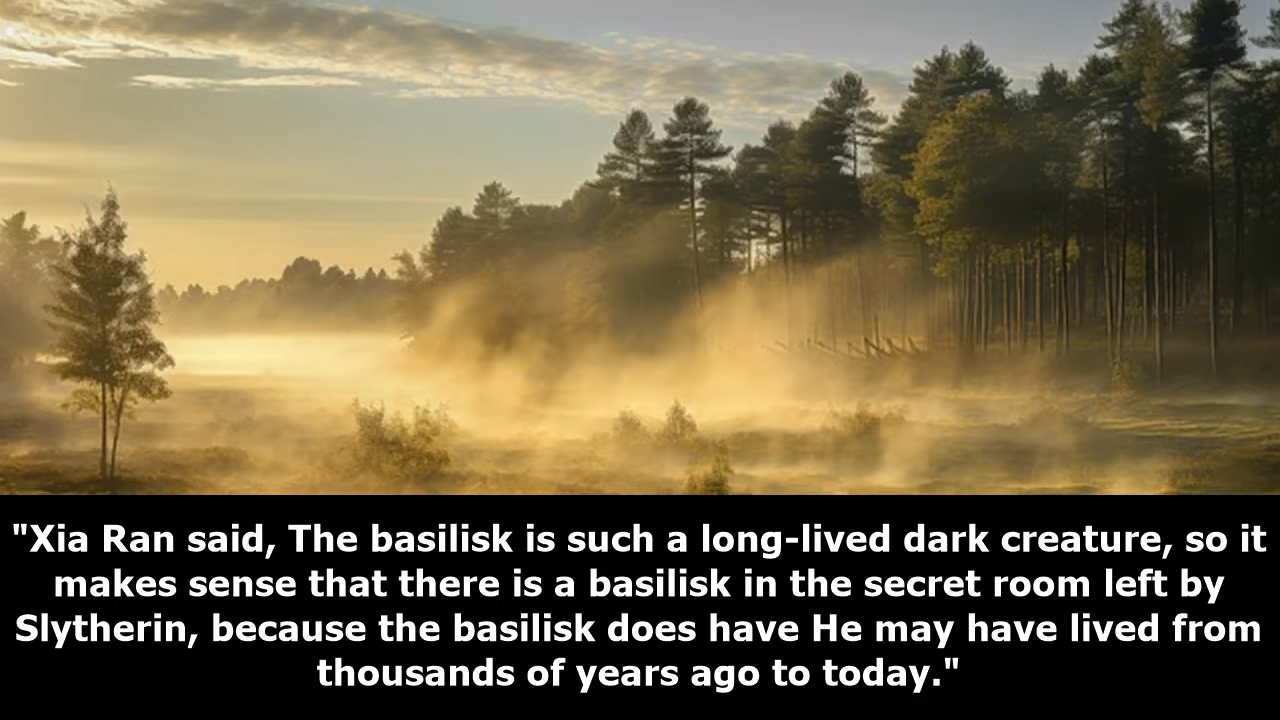 "Xia Ran said, The basilisk is such a long-lived dark creature, so it
makes sense that there is a basilisk in the secret room left by
Slytherin, because the basilisk does have He may have lived from
thousands of years ago to today."